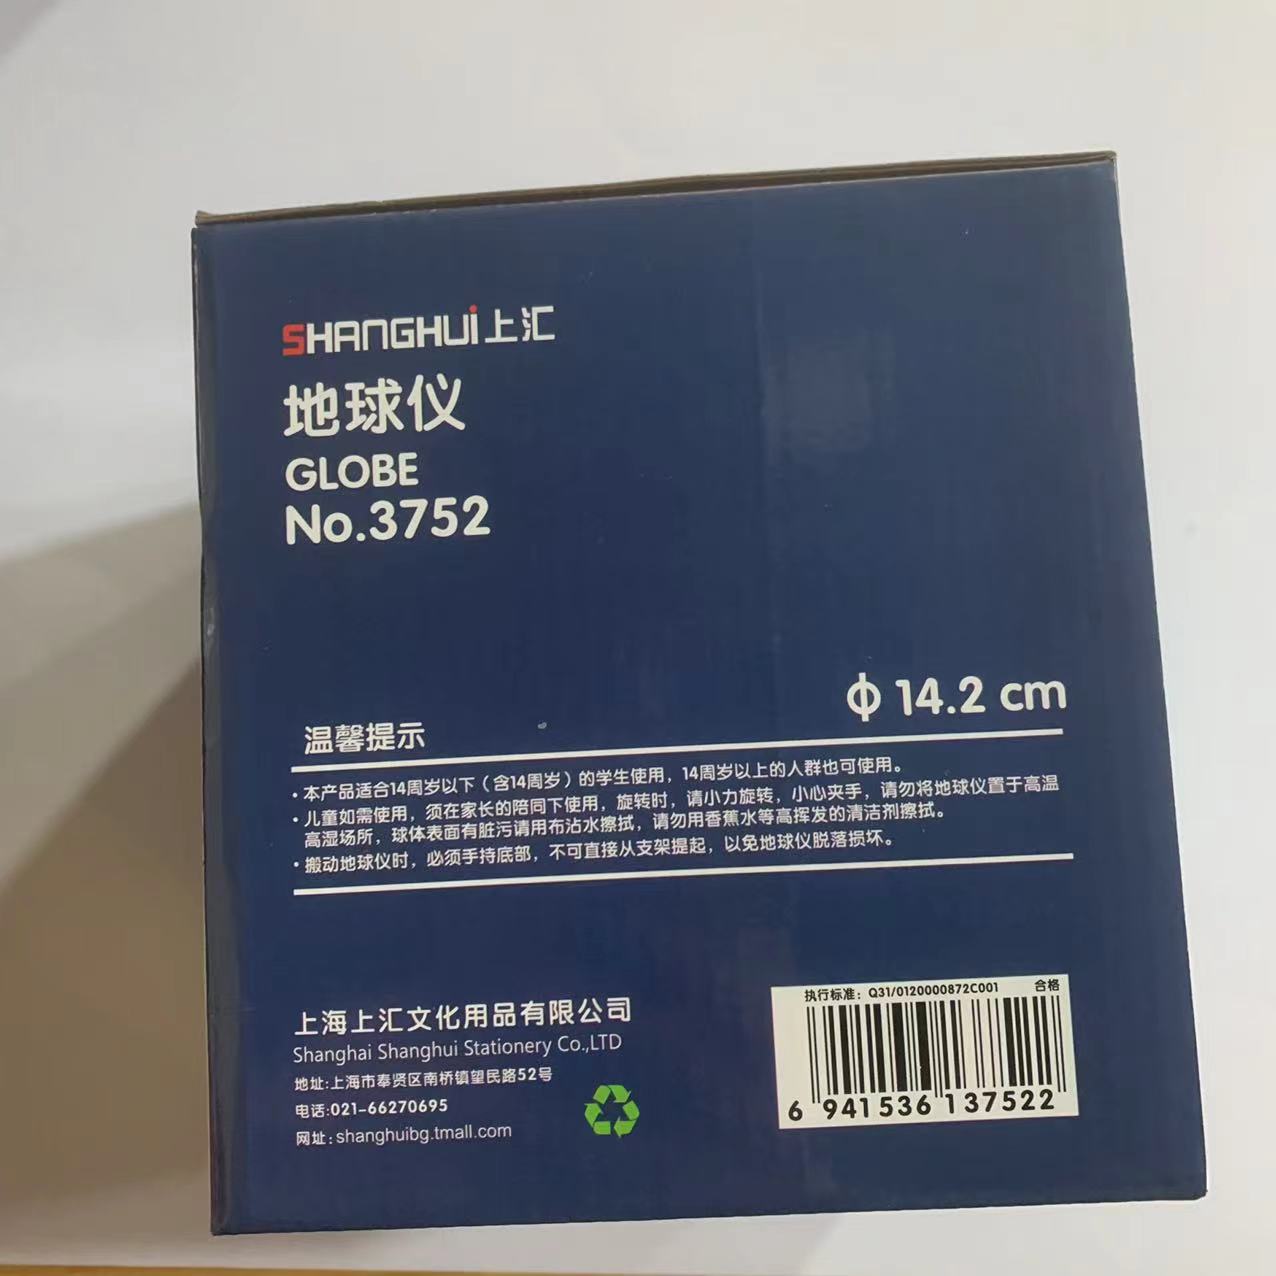 SHANGHUI上汇
地球仪
GLOBE
No.3752
ϕ 14.2 cm
温馨提示
·本产品适合14周岁以下（含14周岁）的学生使用，14周岁以上的人群也可使用。
·儿童如需使用，须在家长的陪同下使用，旋转时，请小力旋转，小心夹手，请勿将地球仪置于高温
高湿场所，球体表面有脏污请用布沾水擦拭，请勿用香蕉水等高挥发的清洁剂擦拭。
·搬动地球仪时，必须手持底部，不可直接从支架提起，以免地球仪脱落损坏。
上海上汇文化用品有限公司
Shanghai Shanghui Stationery Co.,LTD
地址:上海市奉贤区南桥镇望民路52号
电话:021-66270695
网址:shanghuibg.tmall.com
执行标准：Q31/0120000872C001 合格
6 941536 137522